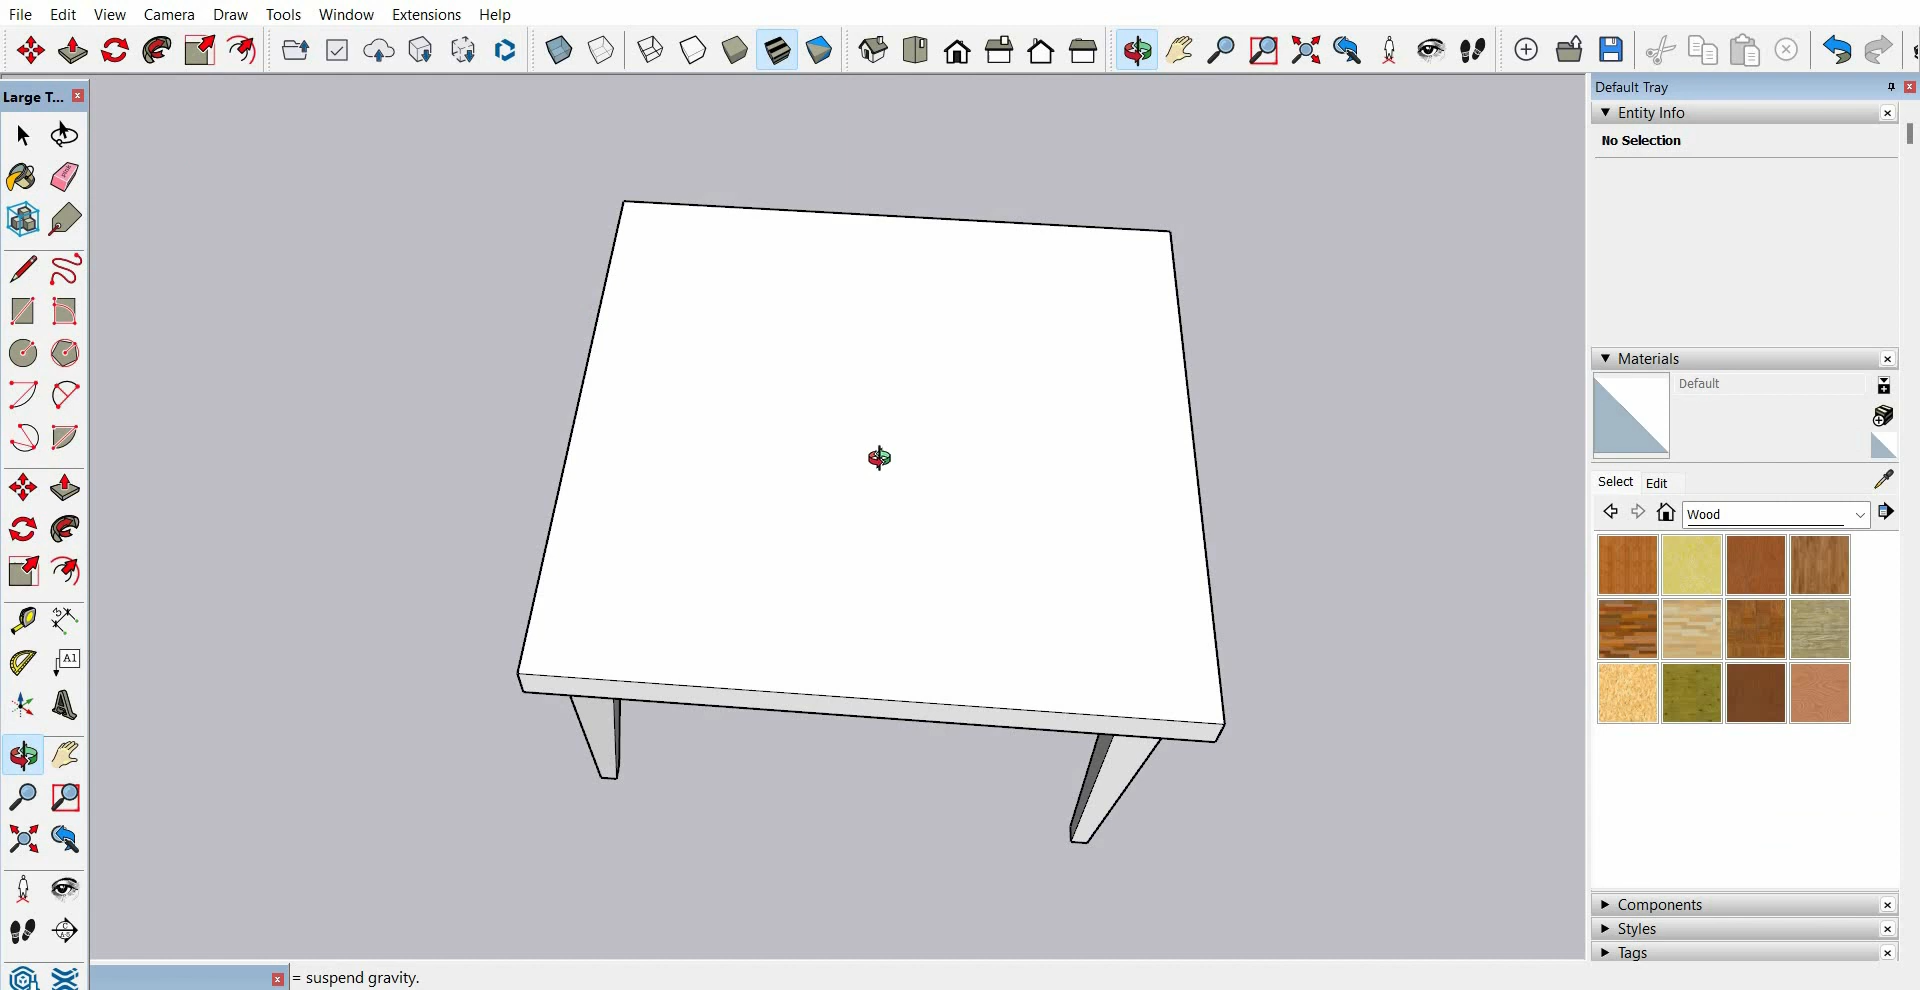 File Edit View Camera Draw Tools Window Extensions Help
Large T...
Default Tray
Entity Info
No Selection
Materials
Default
Select Edit
Wood
A1
Components
Styles
Tags
= suspend gravity.